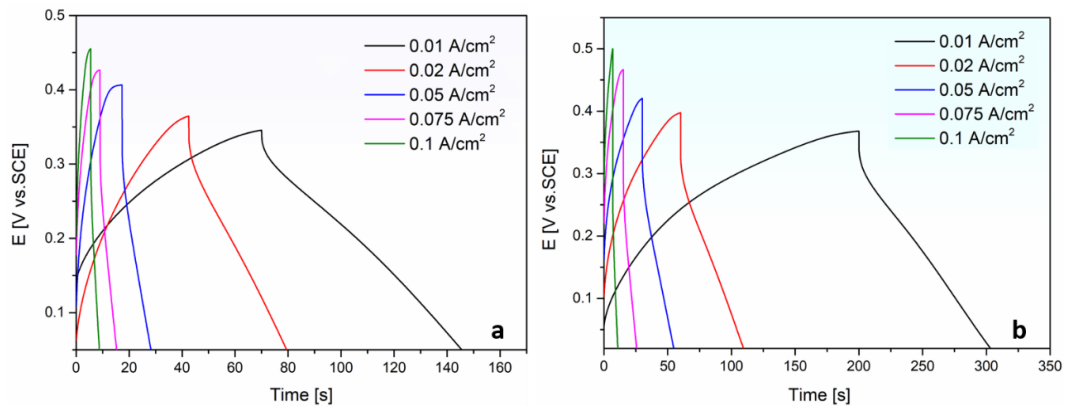 0.5
0.4
0.3
0.2
0.1
E [V vs.SCE]
0 20 40 60 80 100 120 140 160
Time [s]
0.01 A/cm²
0.02 A/cm²
0.05 A/cm²
0.075 A/cm²
0.1 A/cm²
a
0.5
0.4
0.3
0.2
0.1
E [V vs.SCE]
0 50 100 150 200 250 300 350
Time [s]
0.01 A/cm²
0.02 A/cm²
0.05 A/cm²
0.075 A/cm²
0.1 A/cm²
b